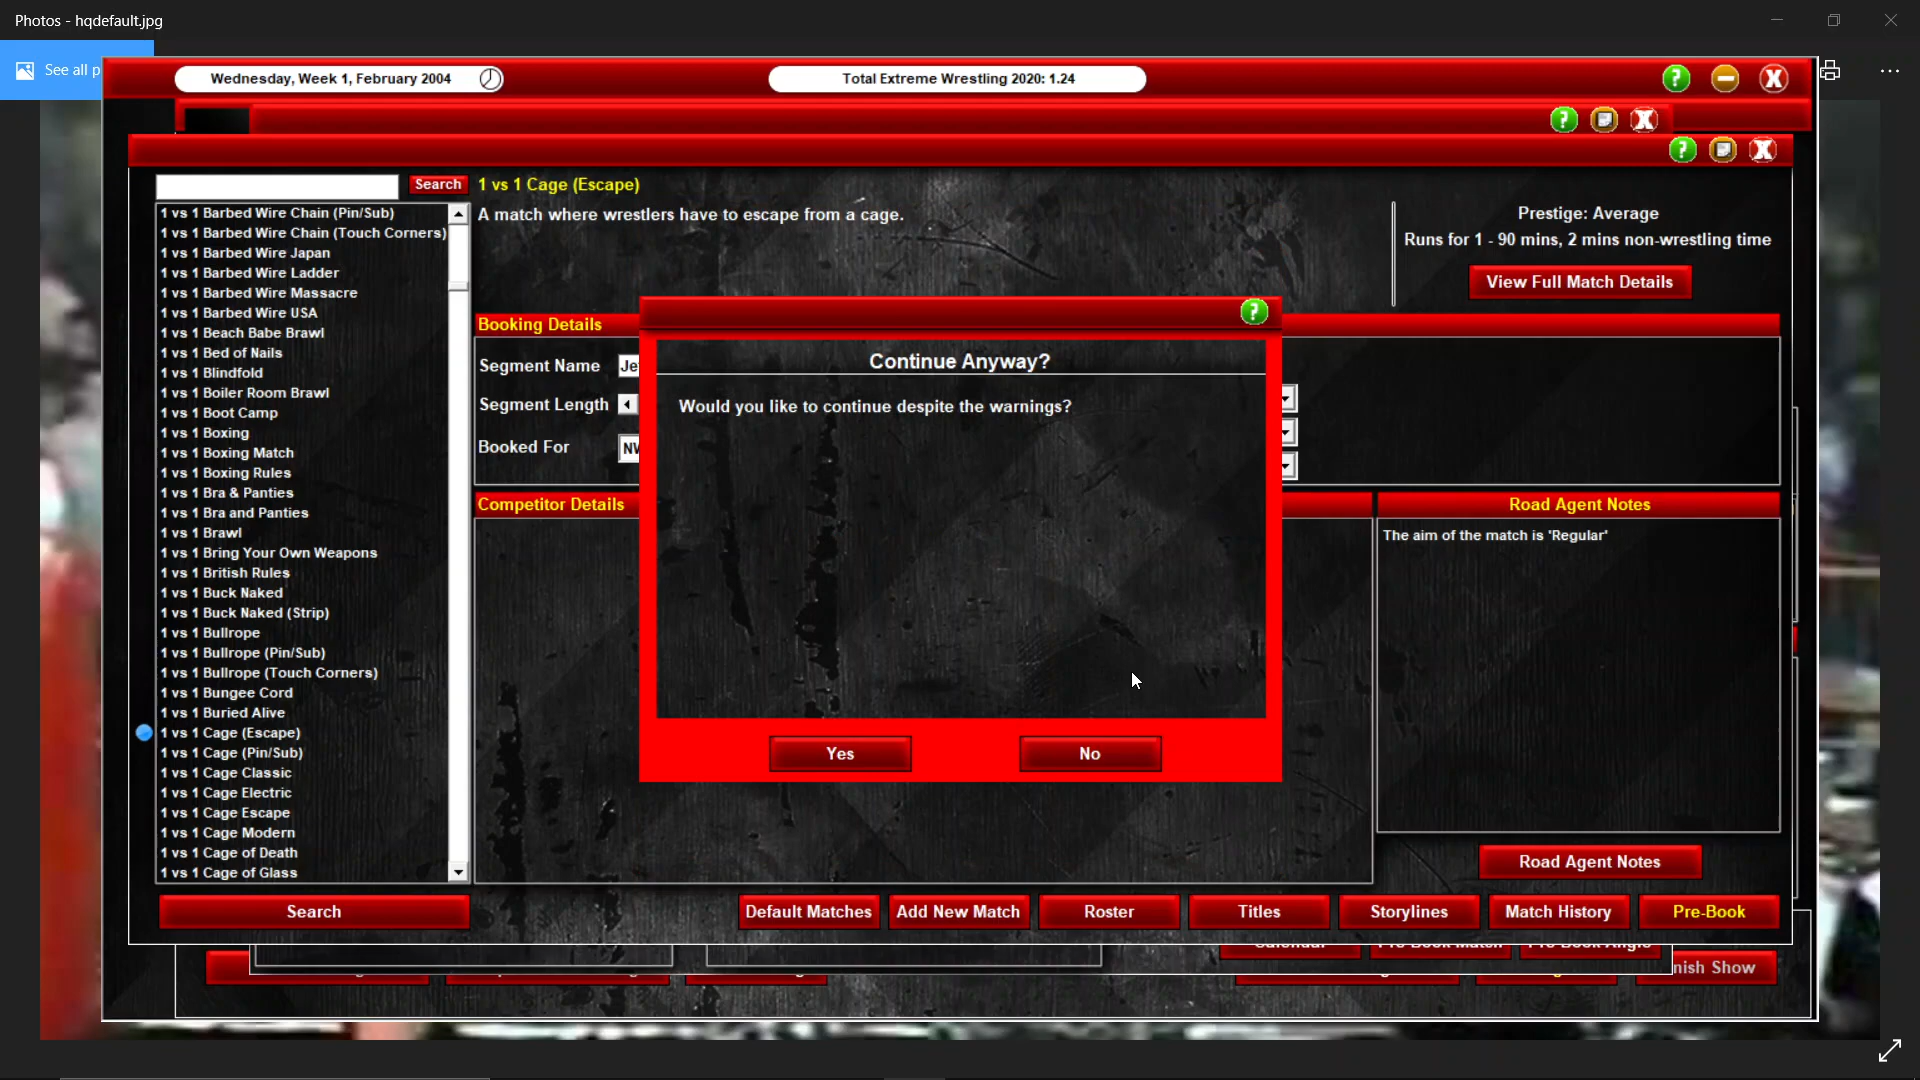 Photos - hqdefault.jpg
See all p
Wednesday, Week 1, February 2004
Total Extreme Wrestling 2020: 1.24
Search
1 vs 1 Cage (Escape)
A match where wrestlers have to escape from a cage.
Prestige: Average
Runs for 1 - 90 mins, 2 mins non-wrestling time
View Full Match Details
1 vs 1 Barbed Wire Chain (Pin/Sub)
1 vs 1 Barbed Wire Chain (Touch Corners)
1 vs 1 Barbed Wire Japan
1 vs 1 Barbed Wire Ladder
1 vs 1 Barbed Wire Massacre
1 vs 1 Barbed Wire USA
1 vs 1 Beach Babe Brawl
1 vs 1 Bed of Nails
1 vs 1 Blindfold
1 vs 1 Boiler Room Brawl
1 vs 1 Boot Camp
1 vs 1 Boxing
1 vs 1 Boxing Match
1 vs 1 Boxing Rules
1 vs 1 Bra & Panties
1 vs 1 Bra and Panties
1 vs 1 Brawl
1 vs 1 Bring Your Own Weapons
1 vs 1 British Rules
1 vs 1 Buck Naked
1 vs 1 Buck Naked (Strip)
1 vs 1 Bullrope
1 vs 1 Bullrope (Pin/Sub)
1 vs 1 Bullrope (Touch Corners)
1 vs 1 Bungee Cord
1 vs 1 Buried Alive
1 vs 1 Cage (Escape)
1 vs 1 Cage (Pin/Sub)
1 vs 1 Cage Classic
1 vs 1 Cage Electric
1 vs 1 Cage Escape
1 vs 1 Cage Modern
1 vs 1 Cage of Death
1 vs 1 Cage of Glass
Search
Booking Details
Segment Name Je
Segment Length
Booked For
Competitor Details
Continue Anyway?
Would you like to continue despite the warnings?
Yes
No
Road Agent Notes
The aim of the match is 'Regular'
Road Agent Notes
Default Matches
Add New Match
Roster
Titles
Storylines
Match History
Pre-Book
Calendar
Pre Book Match
Pre Book Angle
nish Show